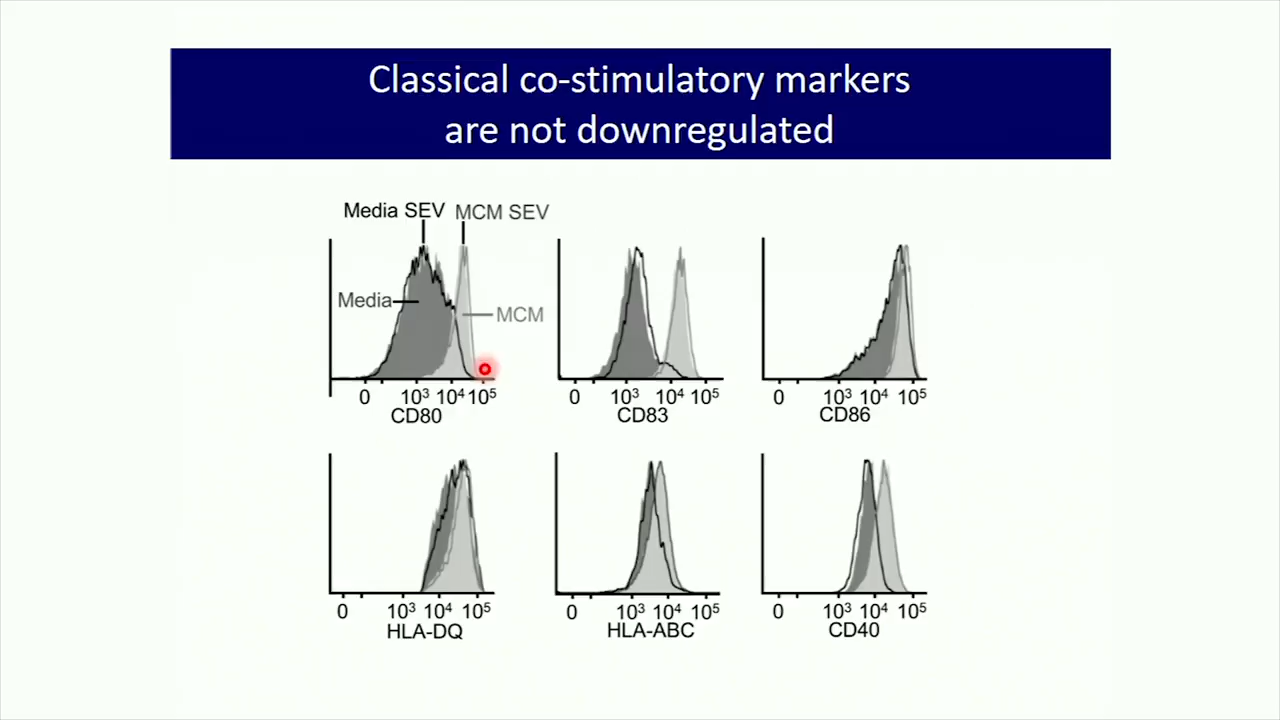 Classical co-stimulatory markers
are not downregulated
Media SEV
MCM SEV
Media
MCM
0 10³ 10⁴ 10⁵
CD80
0 10³ 10⁴ 10⁵
CD83
0 10³ 10⁴ 10⁵
CD86
0 10³ 10⁴ 10⁵
HLA-DQ
0 10³ 10⁴ 10⁵
HLA-ABC
0 10³ 10⁴ 10⁵
CD40